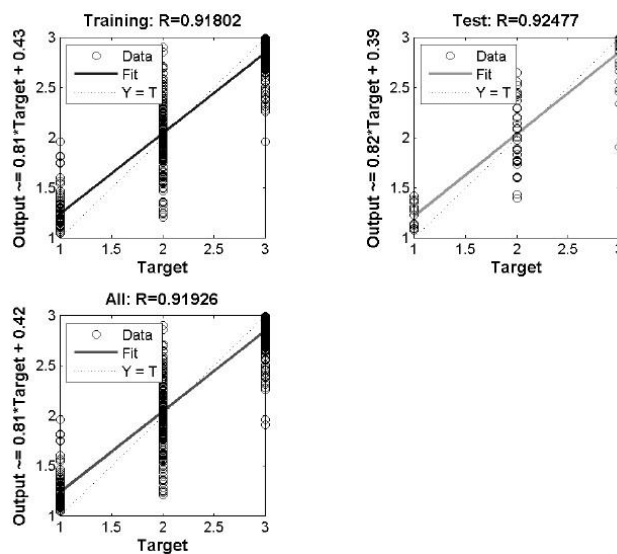 Training: R=0.91802
Output ~= 0.81*Target + 0.43
3
2.5
2
1.5
1
Data
Fit
Y = T
1 1.5 2 2.5 3
Target
Test: R=0.92477
Output ~= 0.82*Target + 0.39
3
2.5
2
1.5
1
Data
Fit
Y = T
1 1.5 2 2.5 3
Target
All: R=0.91926
Output ~= 0.81*Target + 0.42
3
2.5
2
1.5
1
Data
Fit
Y = T
1 1.5 2 2.5 3
Target